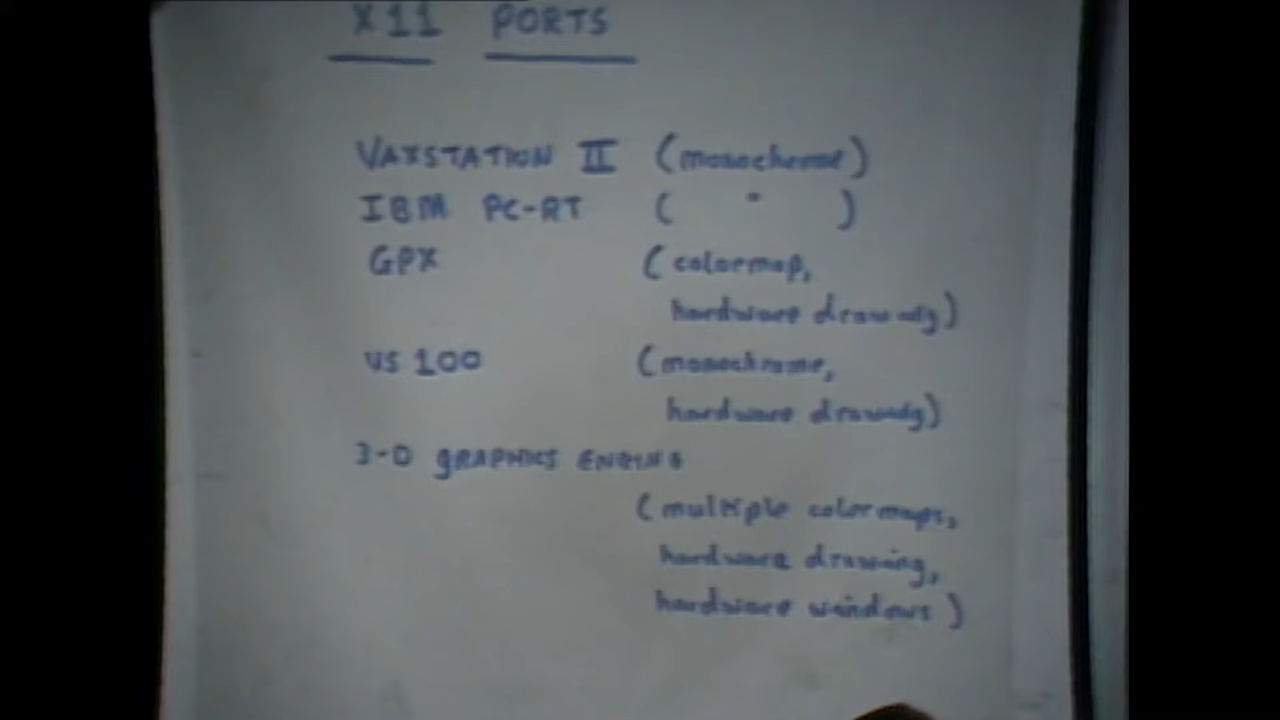 X11 PORTS
VAXSTATION II (monochrome)
IBM PC-RT ( " )
GPX (colormap,
hardware drawing)
VS 100 (monochrome,
hardware drawing)
3-D GRAPHICS ENGINE
(multiple colormaps,
hardware drawing,
hardware windows)